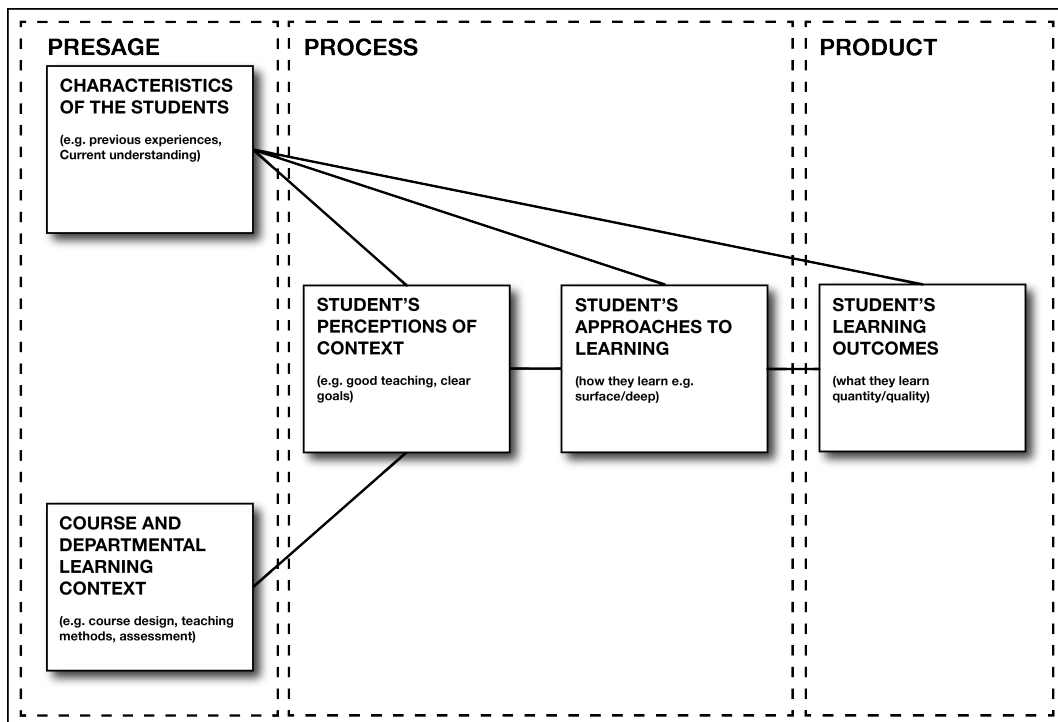 PRESAGE
CHARACTERISTICS
OF THE STUDENTS
(e.g. previous experiences,
Current understanding)
COURSE AND
DEPARTMENTAL
LEARNING
CONTEXT
(e.g. course design, teaching
methods, assessment)
PROCESS
STUDENT’S
PERCEPTIONS OF
CONTEXT
(e.g. good teaching, clear
goals)
STUDENT’S
APPROACHES TO
LEARNING
(how they learn e.g.
surface/deep)
PRODUCT
STUDENT’S
LEARNING
OUTCOMES
(what they learn
quantity/quality)